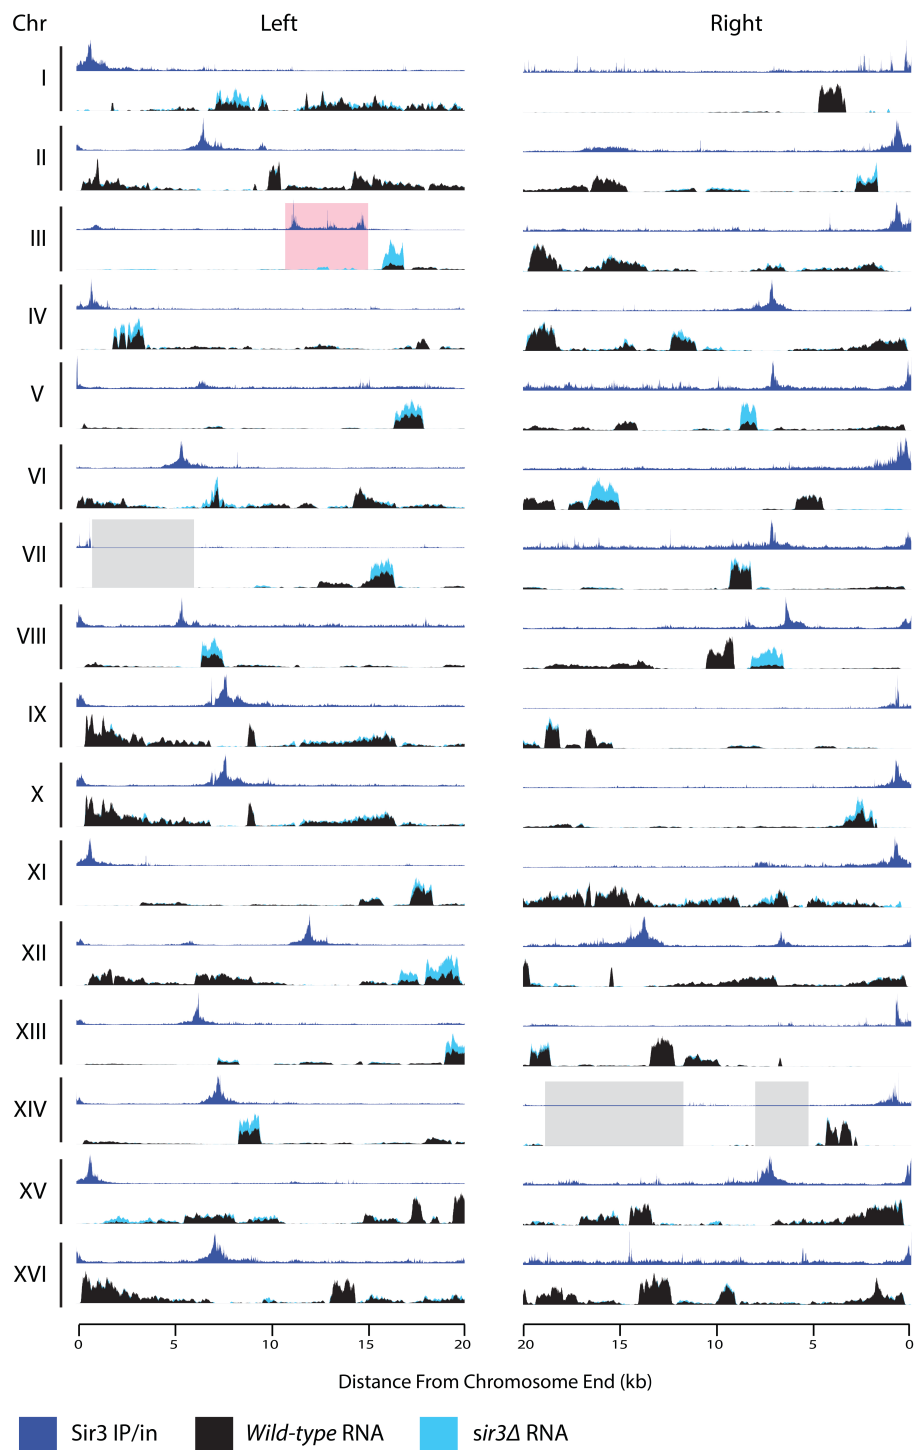 Chr Left Right
I
II
III
IV
V
VI
VII
VIII
IX
X
XI
XII
XIII
XIV
XV
XVI
0 5 10 15 20 20 15 10 5 0
Distance From Chromosome End (kb)
Sir3 IP/in Wild-type RNA sir3Δ RNA